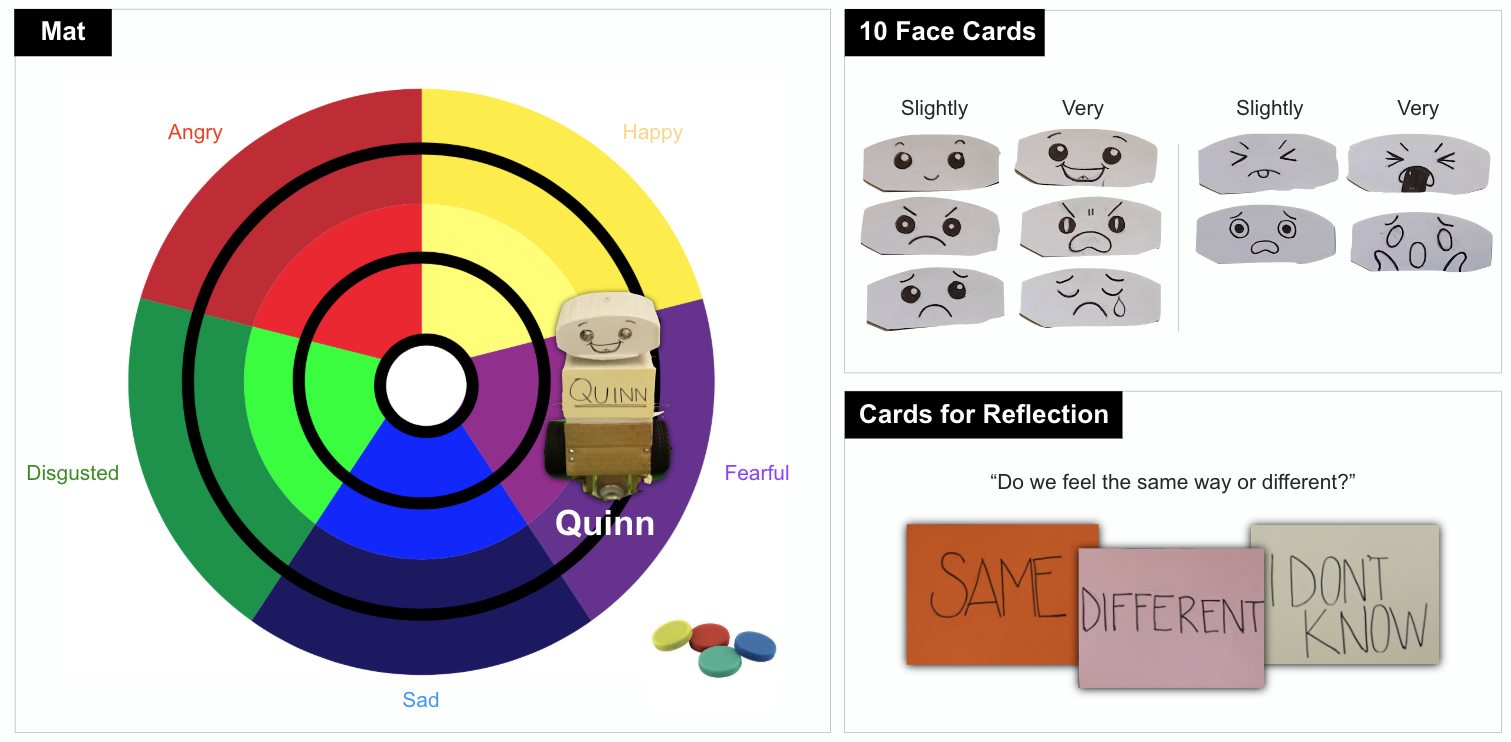 Mat
Angry
Happy
QUINN
Disgusted
Fearful
Quinn
Sad
10 Face Cards
Slightly
Very
Slightly
Very
Cards for Reflection
“Do we feel the same way or different?”
SAME
DIFFERENT
I DON'T
KNOW